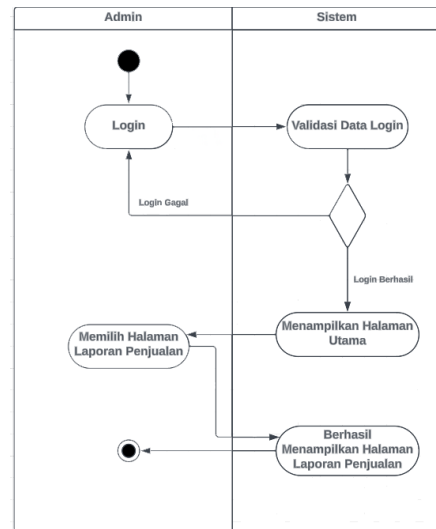 Admin
Sistem
Login
Validasi Data Login
Login Gagal
Login Berhasil
Menampilkan Halaman
Utama
Memilih Halaman
Laporan Penjualan
Berhasil
Menampilkan Halaman
Laporan Penjualan